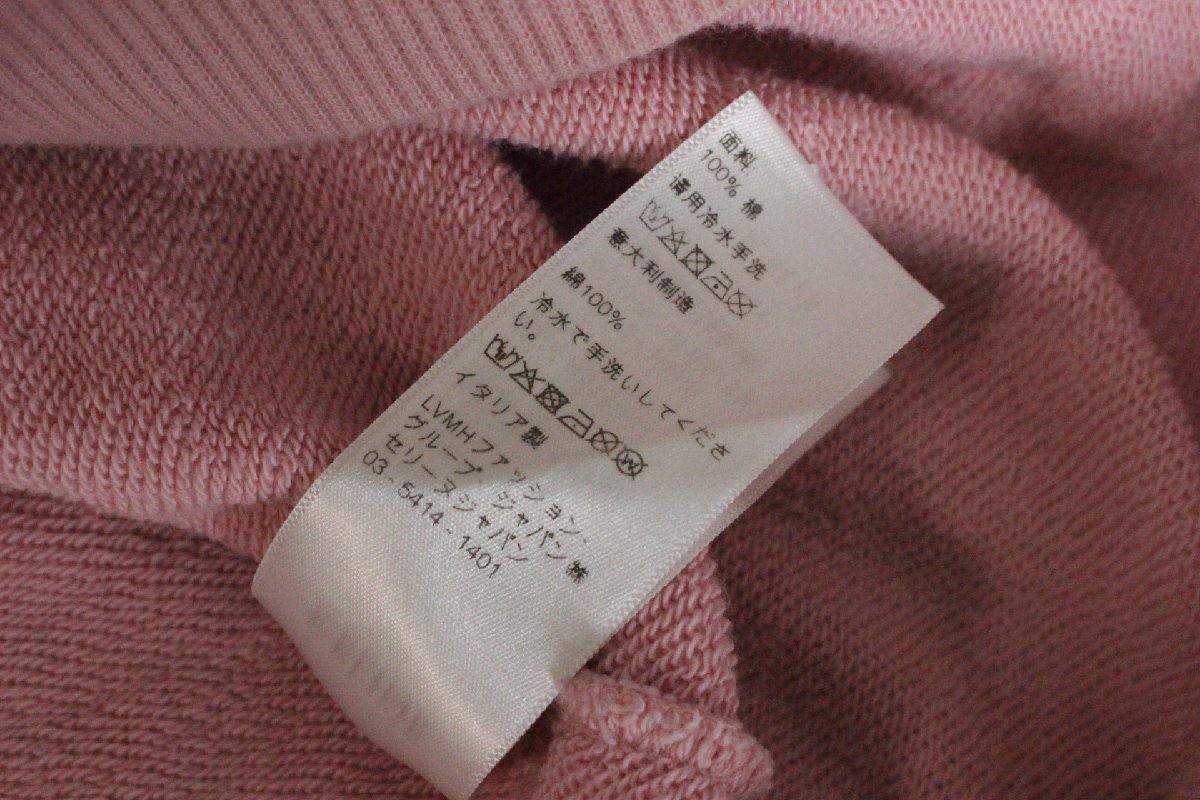 面料
100% 棉
请用冷水手洗
意大利制造
綿100%
冷水で手洗いしてくださ
い。
イタリア製
LVMHファッション・
グループ・ジャパン㈱
セリーヌジャパン
03 - 5414 - 1401